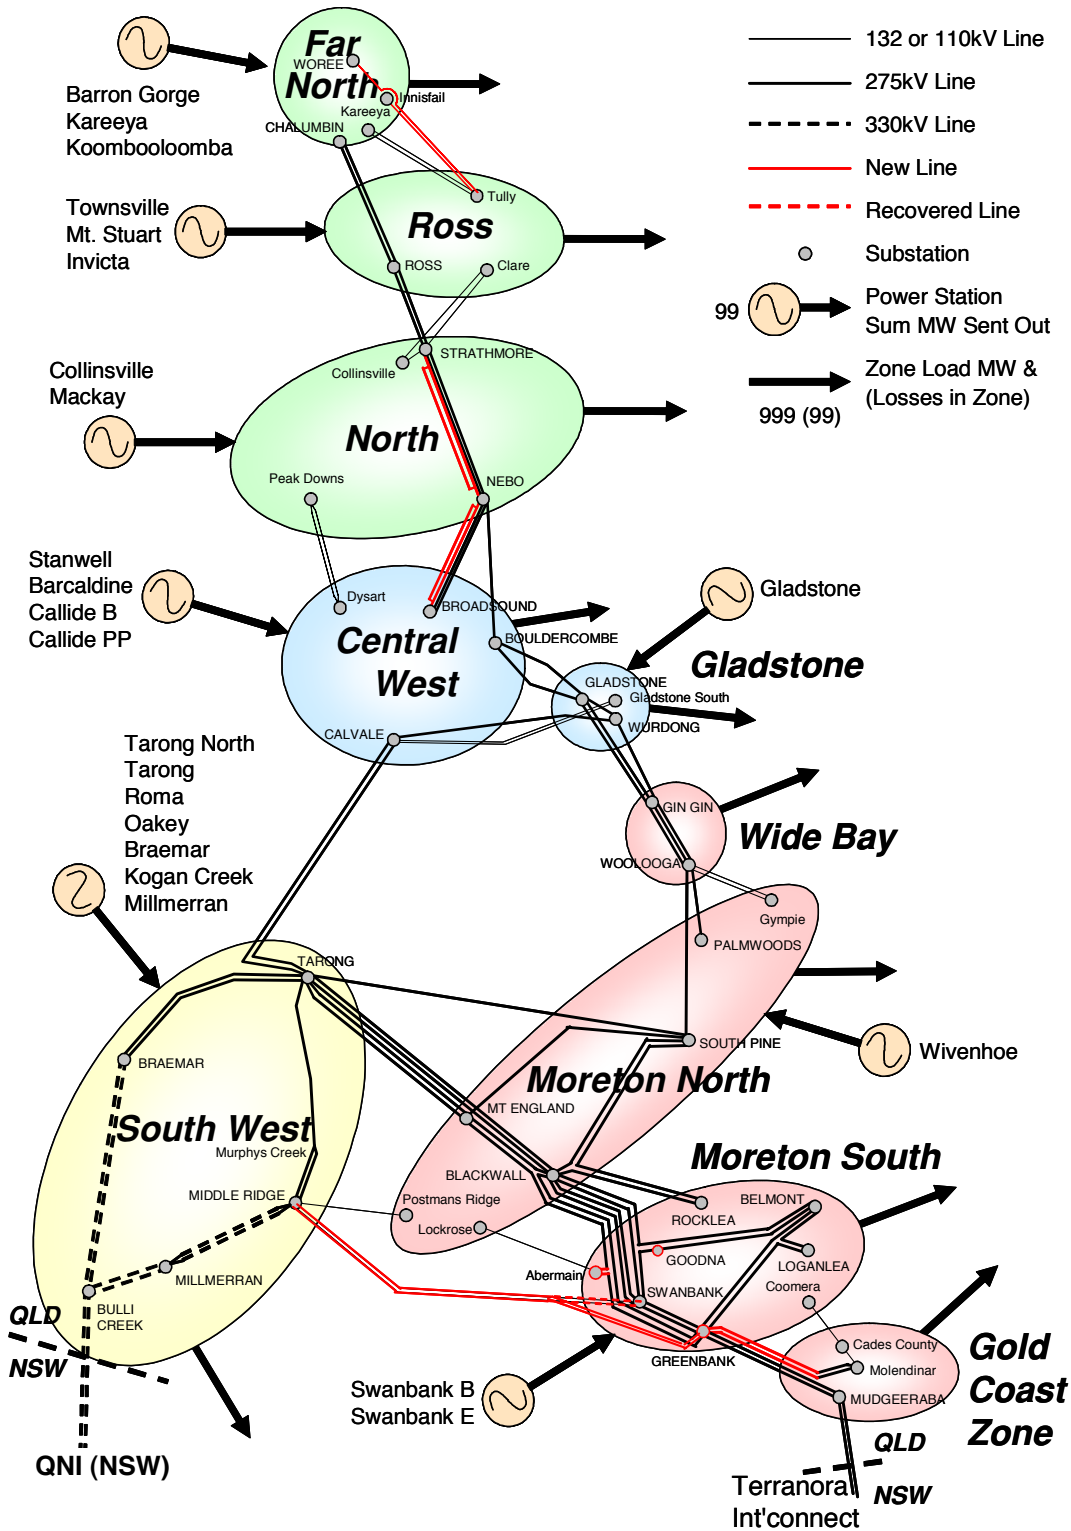 Far
North
WOREE
Innisfail
Kareeya
CHALUMBIN
Barron Gorge
Kareeya
Koombooloomba
132 or 110kV Line
275kV Line
330kV Line
New Line
Recovered Line
Substation
99
Power Station
Sum MW Sent Out
Zone Load MW &
(Losses in Zone)
999 (99)
Townsville
Mt. Stuart
Invicta
Tully
Ross
ROSS
Clare
Collinsville
Mackay
STRATHMORE
Collinsville
North
Peak Downs
NEBO
Stanwell
Barcaldine
Callide B
Callide PP
Dysart
BROADSOUND
Central
West
BOULDERCOMBE
CALVALE
Gladstone
Gladstone
GLADSTONE
Gladstone South
WURDONG
Tarong North
Tarong
Roma
Oakey
Braemar
Kogan Creek
Millmerran
GIN GIN
Wide Bay
WOOLOOGA
Gympie
PALMWOODS
TARONG
SOUTH PINE
Wivenhoe
BRAEMAR
Moreton North
MT ENGLAND
South West
Murphys Creek
BLACKWALL
Moreton South
MIDDLE RIDGE
Postmans Ridge
Lockrose
ROCKLEA
BELMONT
GOODNA
LOGANLEA
Abermain
MILLMERRAN
SWANBANK
Coomera
BULLI
CREEK
QLD
NSW
GREENBANK
Cades County
Molendinar
MUDGEERABA
Gold
Coast
Zone
Swanbank B
Swanbank E
QNI (NSW)
QLD
NSW
Terranora
Int'connect